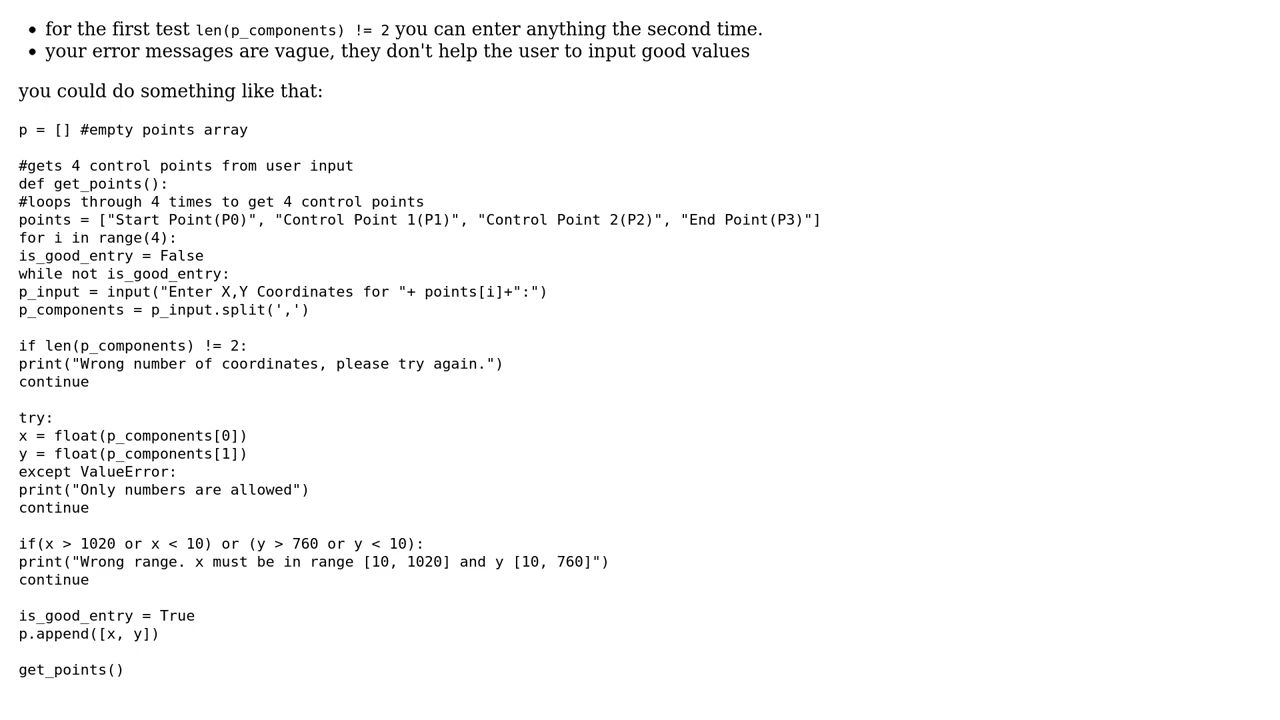 • for the first test len(p_components) != 2 you can enter anything the second time.
• your error messages are vague, they don't help the user to input good values
you could do something like that:
p = [] #empty points array
#gets 4 control points from user input
def get_points():
#loops through 4 times to get 4 control points
points = ["Start Point(P0)", "Control Point 1(P1)", "Control Point 2(P2)", "End Point(P3)"]
for i in range(4):
is_good_entry = False
while not is_good_entry:
p_input = input("Enter X,Y Coordinates for "+ points[i]+":")
p_components = p_input.split(',')
if len(p_components) != 2:
print("Wrong number of coordinates, please try again.")
continue
try:
x = float(p_components[0])
y = float(p_components[1])
except ValueError:
print("Only numbers are allowed")
continue
if(x > 1020 or x < 10) or (y > 760 or y < 10):
print("Wrong range. x must be in range [10, 1020] and y [10, 760]")
continue
is_good_entry = True
p.append([x, y])
get_points()